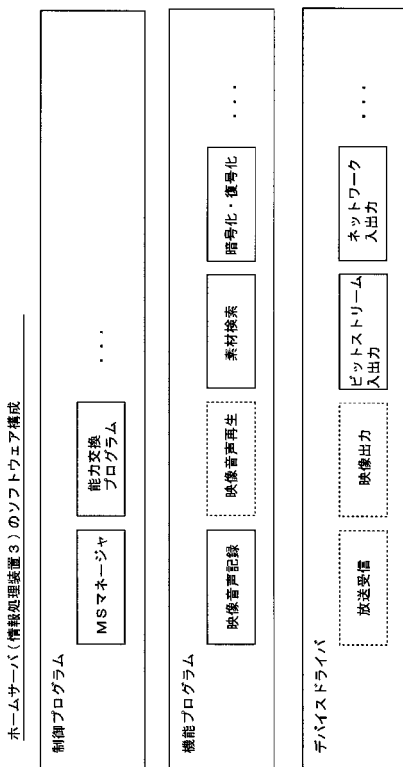 ホームサーバ(情報処理装置3)のソフトウェア構成
制御プログラム
MSマネージャ
能力交換
プログラム
・・・
機能プログラム
映像音声記録
映像音声再生
素材検索
暗号化・復号化
・・・
デバイスドライバ
放送受信
映像出力
ビットストリーム
入出力
ネットワーク
入出力
・・・